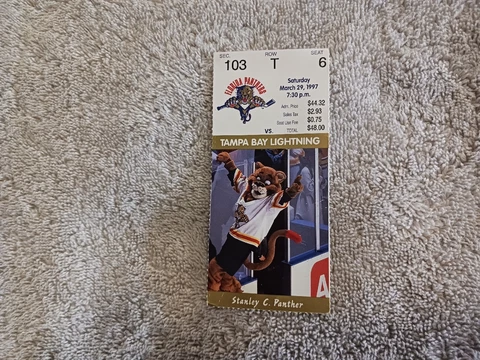 SEC. ROW SEAT
103 T 6
FLORIDA PANTHERS
Saturday
March 29, 1997
7:30 p.m.
Adm. Price $44.32
Sales Tax $2.93
$0.75
VS. TOTAL $48.00
TAMPA BAY LIGHTNING
A
Stanley C. Panther